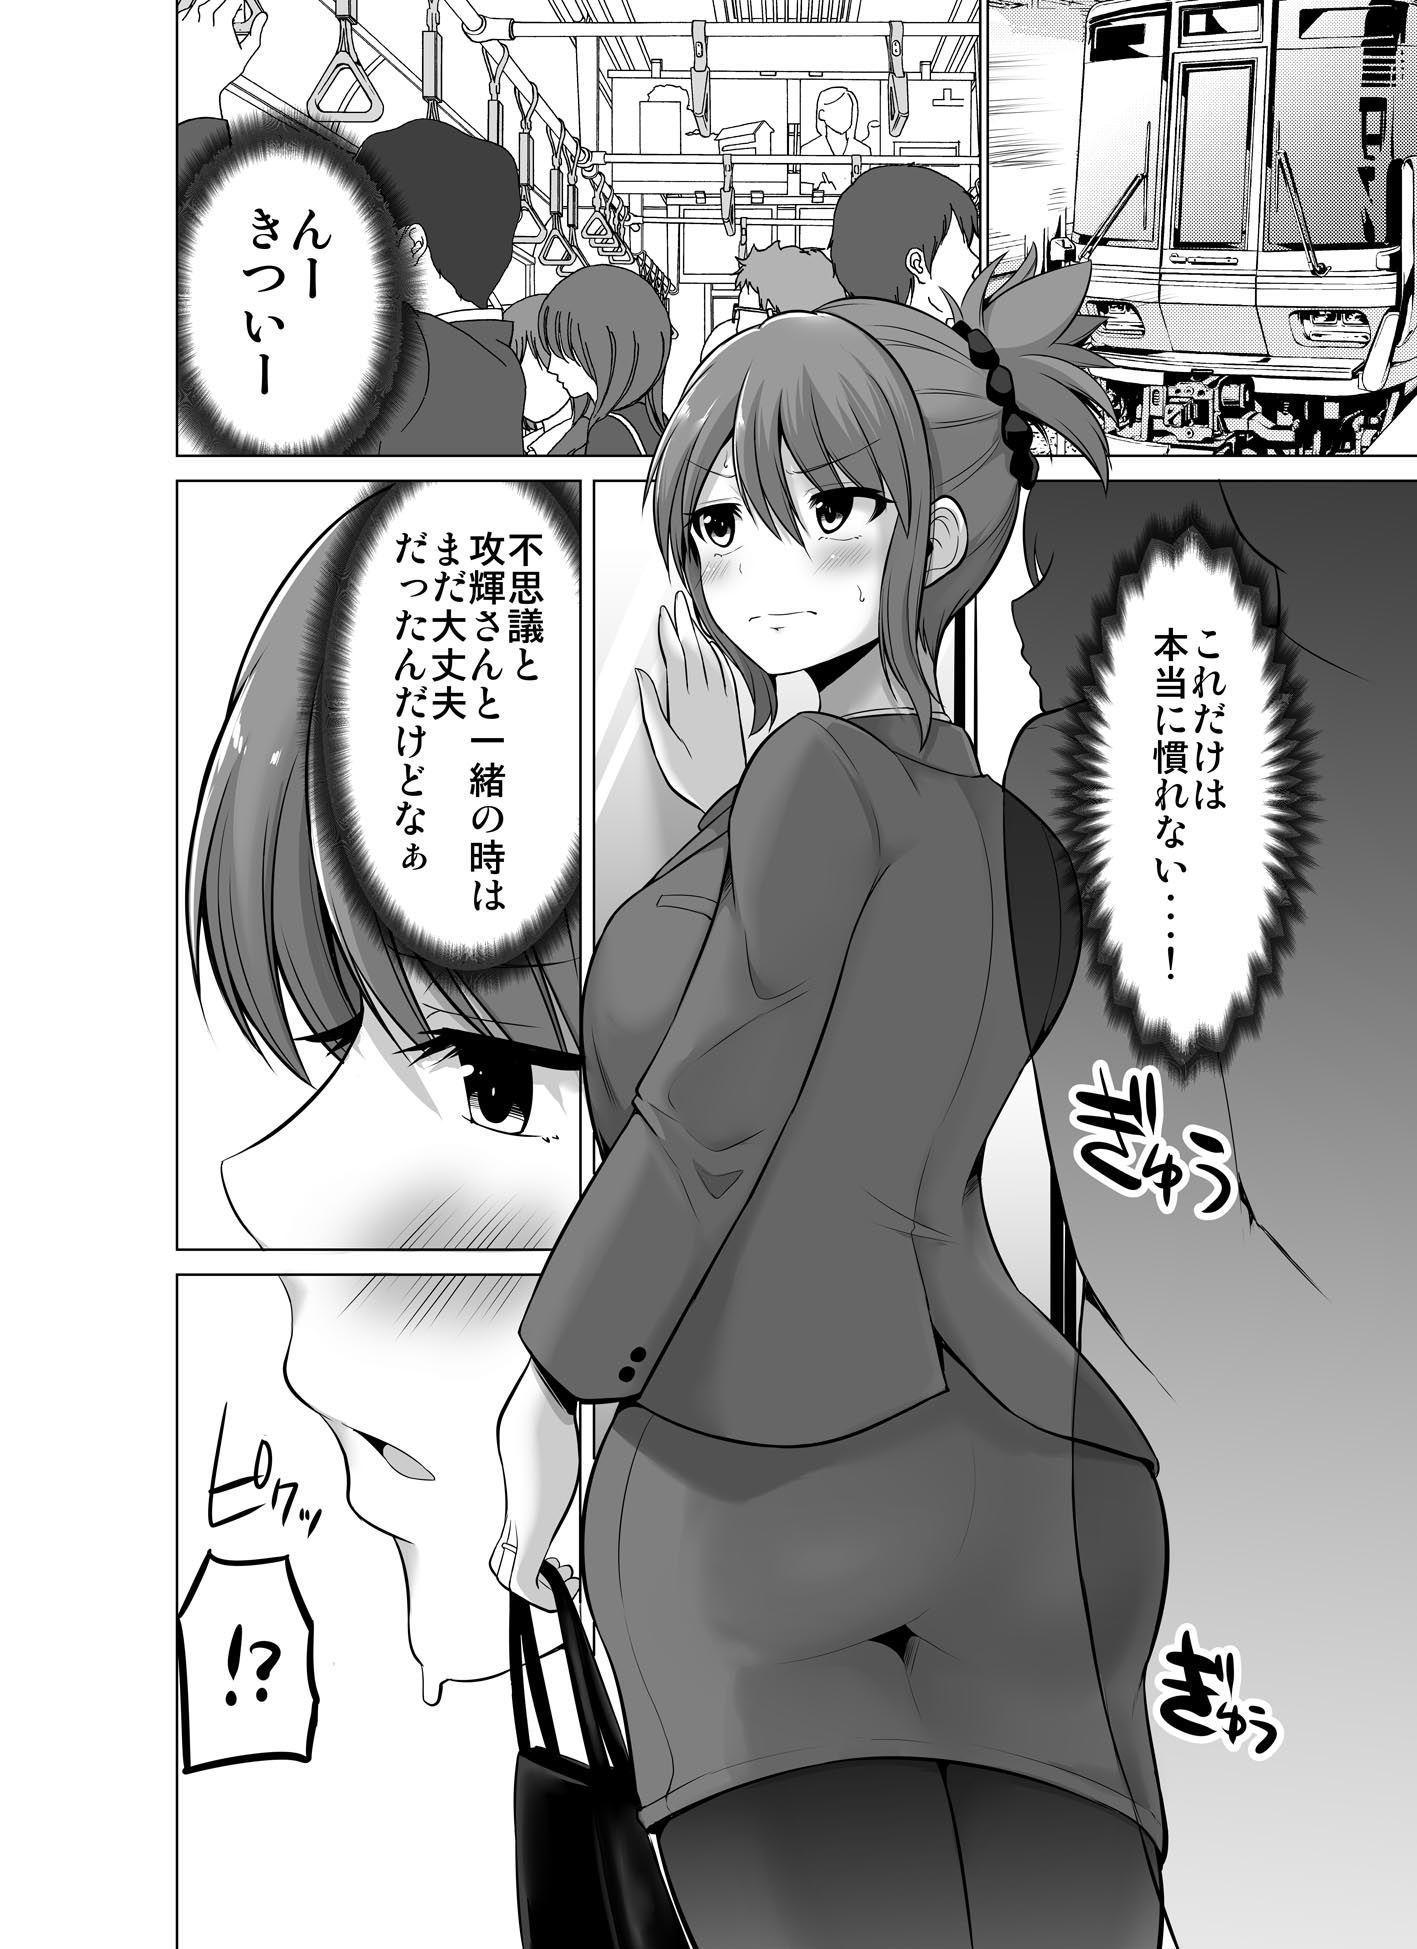 んー
きつぃー
これだけは
本当に慣れない‥‥！
ぎゅう
ぎゅぅ
不思議と
攻輝さんと一緒の時は
まだ大丈夫
だったんだけどなぁ
ピクッ
!?